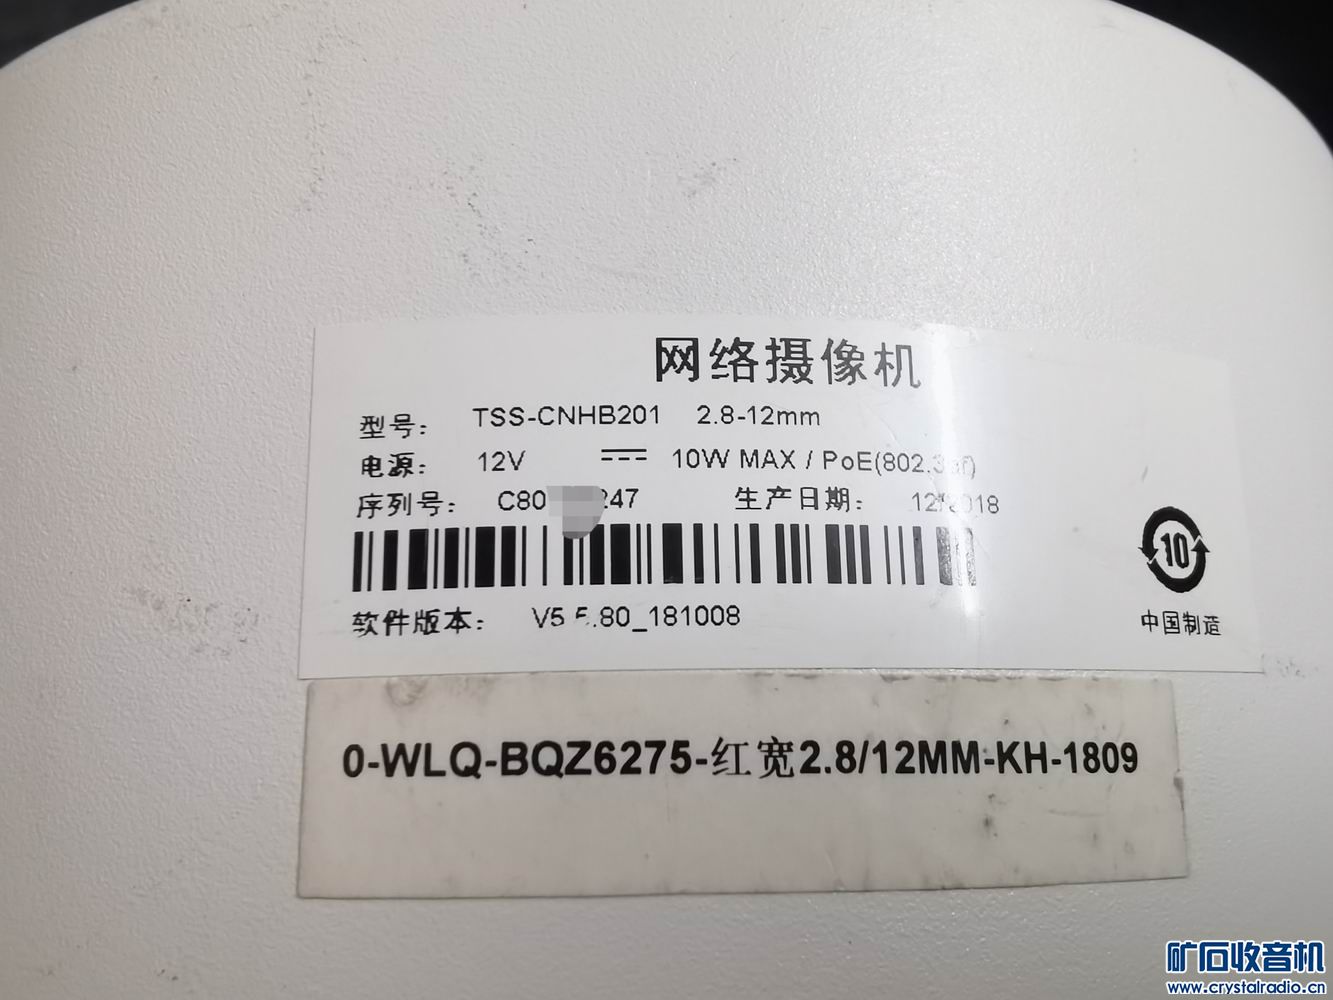 网络摄像机
型号: TSS-CNHB201 2.8-12mm
电源: 12V 10W MAX / PoE(802.3af)
序列号: C80 247 生产日期: 12/2018
软件版本: V5.5.80_181008
10
中国制造
0-WLQ-BQZ6275-红宽2.8/12MM-KH-1809
矿石收音机
www.crystalradio.cn